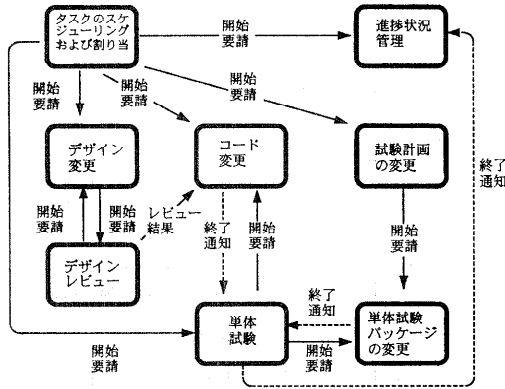 タスクのスケ
ジューリング
および割り当
開始
要請
進捗状況
管理
開始
要請
開始
要請
開始
要請
デザイン
変更
コード
変更
試験計画
の変更
終了
通知
開始
要請
開始
要請
レビュー
結果
終了
通知
開始
要請
開始
要請
デザイン
レビュー
終了
通知
単体
試験
単体試験
パッケージ
の変更
開始
要請
開始
要請